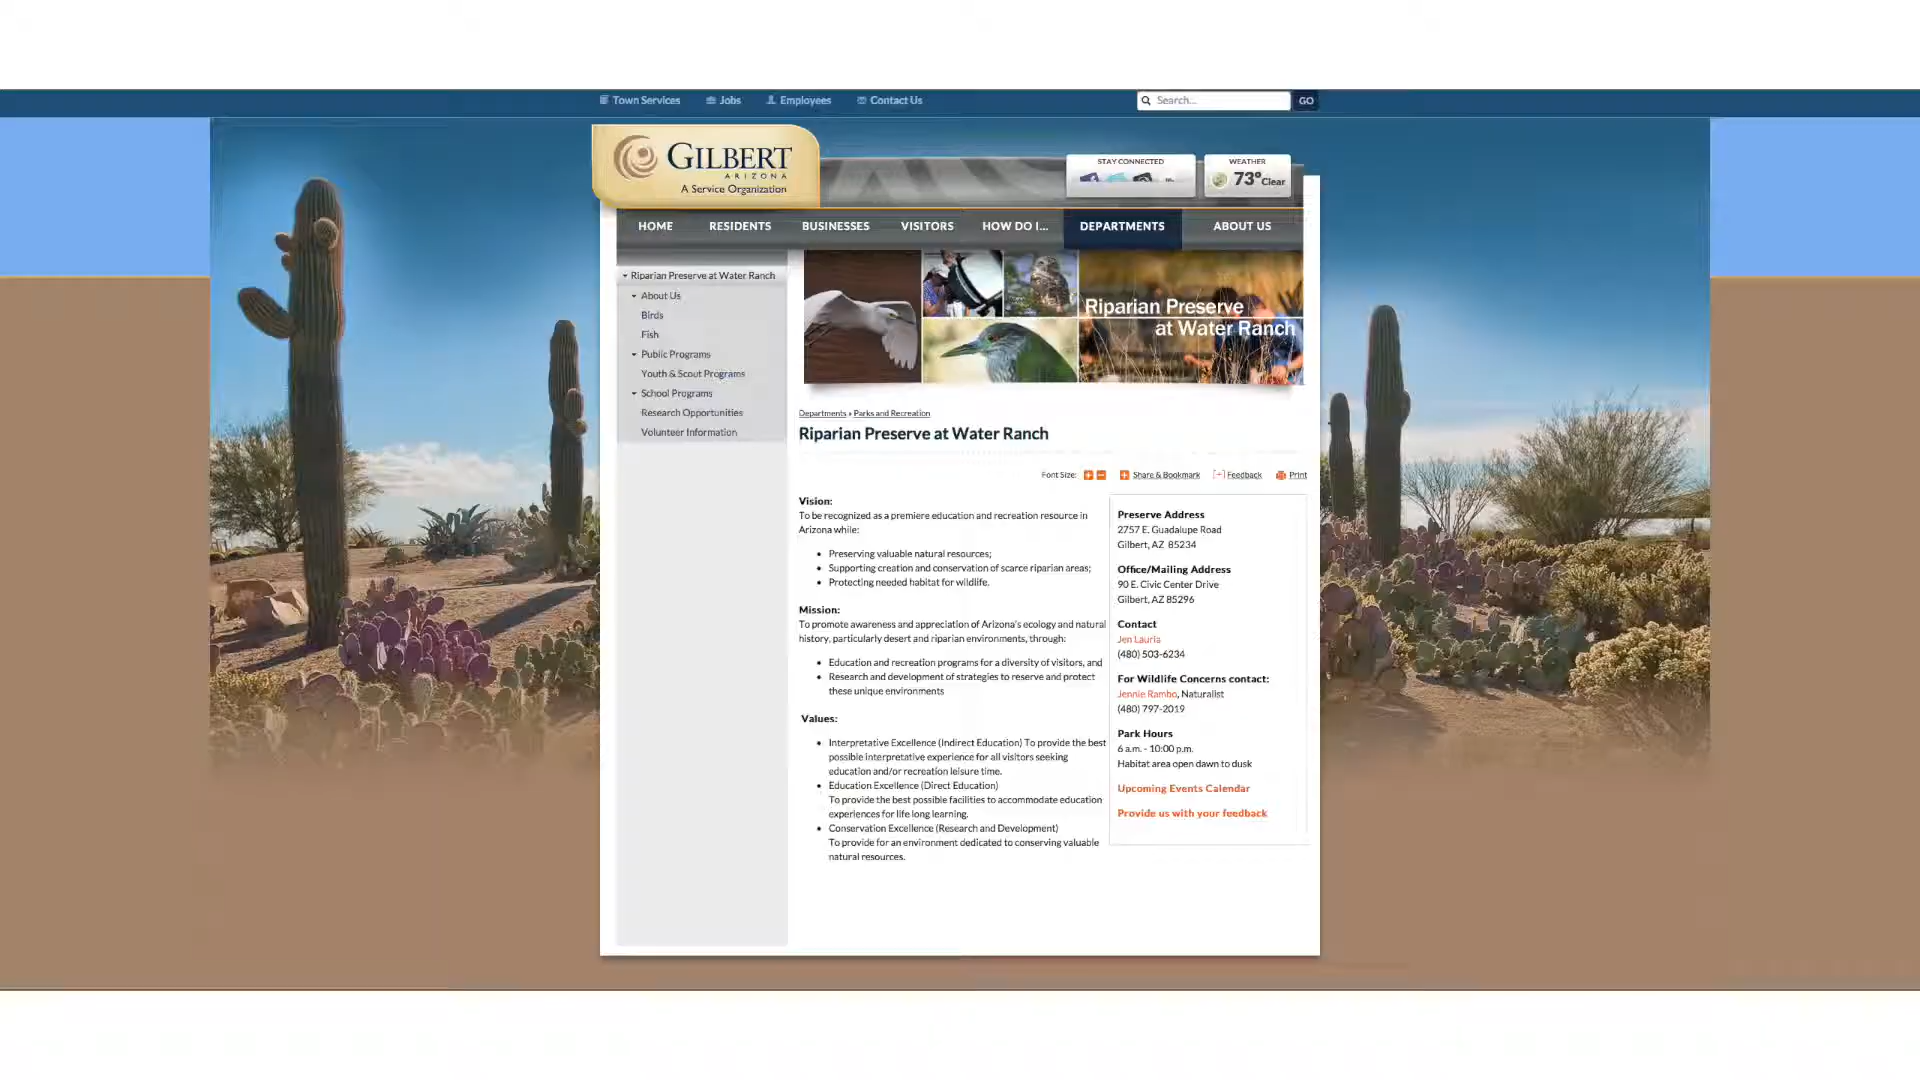 Town Services
Jobs
Employees
Contact Us
Search...
GO
GILBERT
ARIZONA
A Service Organization
STAY CONNECTED
WEATHER
73° Clear
HOME
RESIDENTS
BUSINESSES
VISITORS
HOW DO I...
DEPARTMENTS
ABOUT US
Riparian Preserve at Water Ranch
About Us
Birds
Fish
Public Programs
Youth & Scout Programs
School Programs
Research Opportunities
Volunteer Information
Riparian Preserve
at Water Ranch
Departments › Parks and Recreation
Riparian Preserve at Water Ranch
Font Size:
Share & Bookmark
Feedback
Print
Vision:
To be recognized as a premiere education and recreation resource in
Arizona while:
• Preserving valuable natural resources;
• Supporting creation and conservation of scarce riparian areas;
• Protecting needed habitat for wildlife.
Mission:
To promote awareness and appreciation of Arizona's ecology and natural
history, particularly desert and riparian environments, through:
• Education and recreation programs for a diversity of visitors, and
• Research and development of strategies to reserve and protect
these unique environments
Values:
• Interpretative Excellence (Indirect Education) To provide the best
possible interpretative experience for all visitors seeking
education and/or recreation leisure time.
• Education Excellence (Direct Education)
To provide the best possible facilities to accommodate education
experiences for life long learning.
• Conservation Excellence (Research and Development)
To provide for an environment dedicated to conserving valuable
natural resources.
Preserve Address
2757 E. Guadalupe Road
Gilbert, AZ 85234
Office/Mailing Address
90 E. Civic Center Drive
Gilbert, AZ 85296
Contact
Jen Lauria
(480) 503-6234
For Wildlife Concerns contact:
Jennie Rambo, Naturalist
(480) 797-2019
Park Hours
6 a.m. - 10:00 p.m.
Habitat area open dawn to dusk
Upcoming Events Calendar
Provide us with your feedback